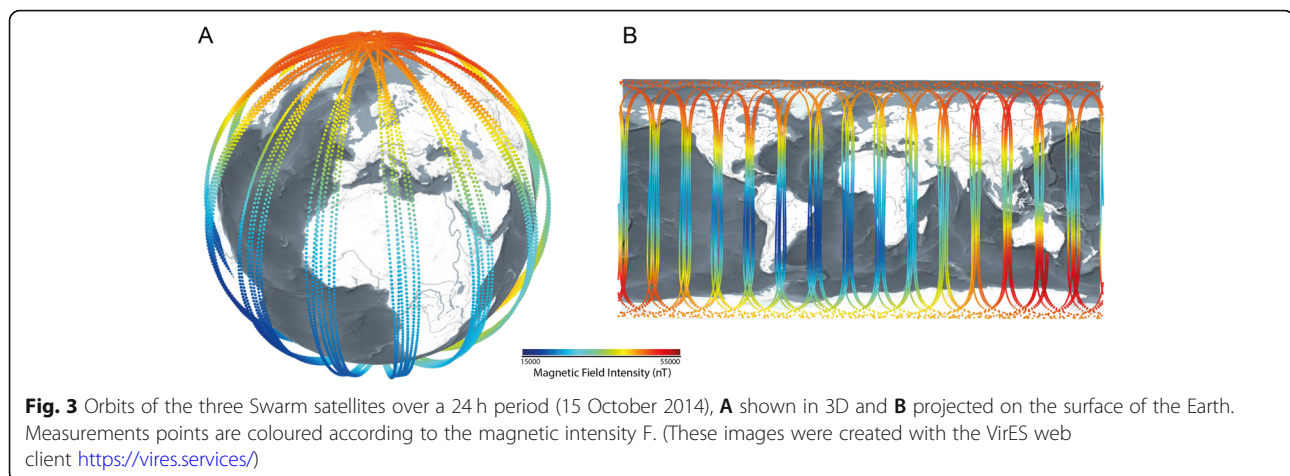 A
B
15000
55000
Magnetic Field Intensity (nT)
Fig. 3 Orbits of the three Swarm satellites over a 24 h period (15 October 2014), A shown in 3D and B projected on the surface of the Earth.
Measurements points are coloured according to the magnetic intensity F. (These images were created with the VirES web
client https://vires.services/)